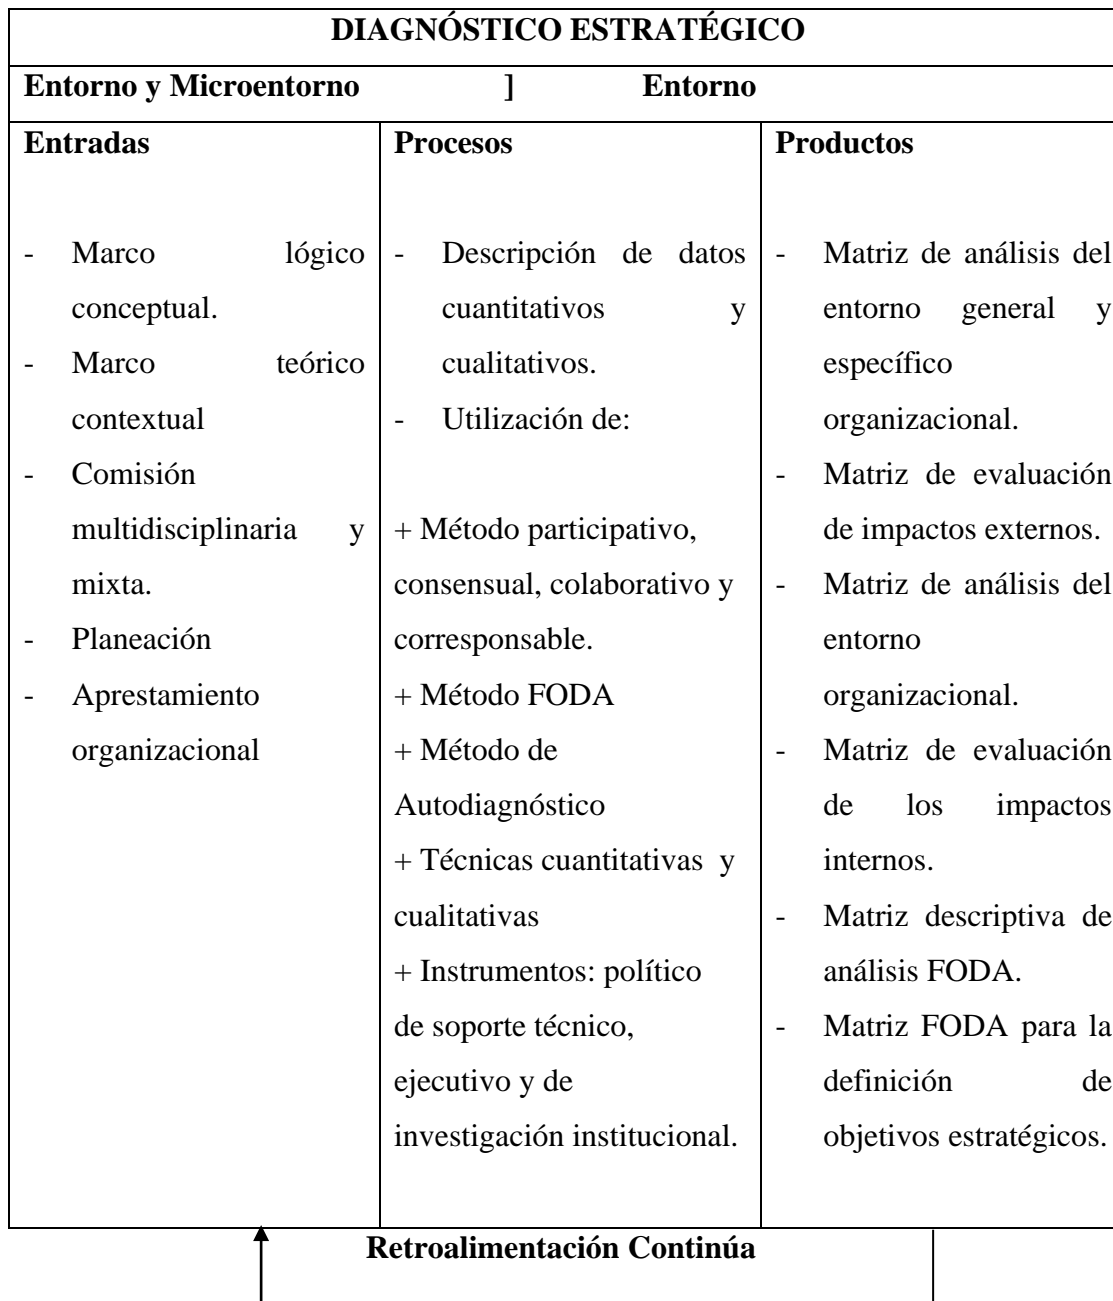 DIAGNÓSTICO ESTRATÉGICO
Entorno y Microentorno ] Entorno
Entradas
- Marco lógico
conceptual.
- Marco teórico
contextual
- Comisión
multidisciplinaria y
mixta.
- Planeación
- Aprestamiento
organizacional
Procesos
- Descripción de datos
cuantitativos y
cualitativos.
- Utilización de:
+ Método participativo,
consensual, colaborativo y
corresponsable.
+ Método FODA
+ Método de
Autodiagnóstico
+ Técnicas cuantitativas y
cualitativas
+ Instrumentos: político
de soporte técnico,
ejecutivo y de
investigación institucional.
Productos
- Matriz de análisis del
entorno general y
específico
organizacional.
- Matriz de evaluación
de impactos externos.
- Matriz de análisis del
entorno
organizacional.
- Matriz de evaluación
de los impactos
internos.
- Matriz descriptiva de
análisis FODA.
- Matriz FODA para la
definición de
objetivos estratégicos.
Retroalimentación Continúa